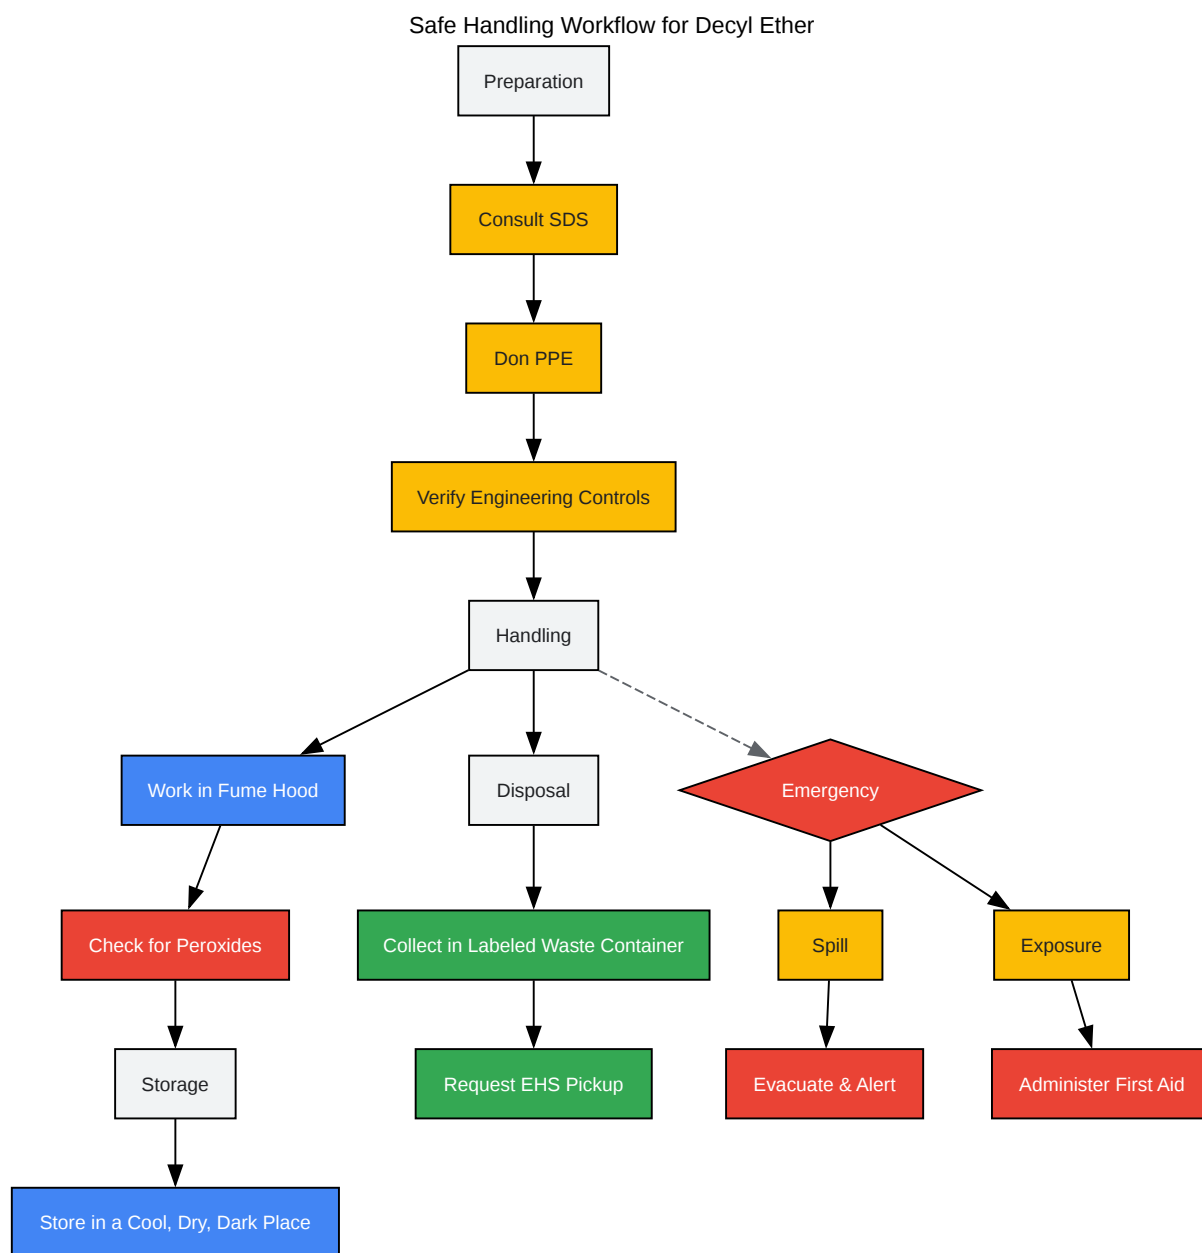 Safe Handling Workflow for Decyl Ether
Preparation
Consult SDS
Don PPE
Verify Engineering Controls
Handling
Work in Fume Hood
Disposal
Emergency
Check for Peroxides
Collect in Labeled Waste Container
Spill
Exposure
Storage
Request EHS Pickup
Evacuate & Alert
Administer First Aid
Store in a Cool, Dry, Dark Place